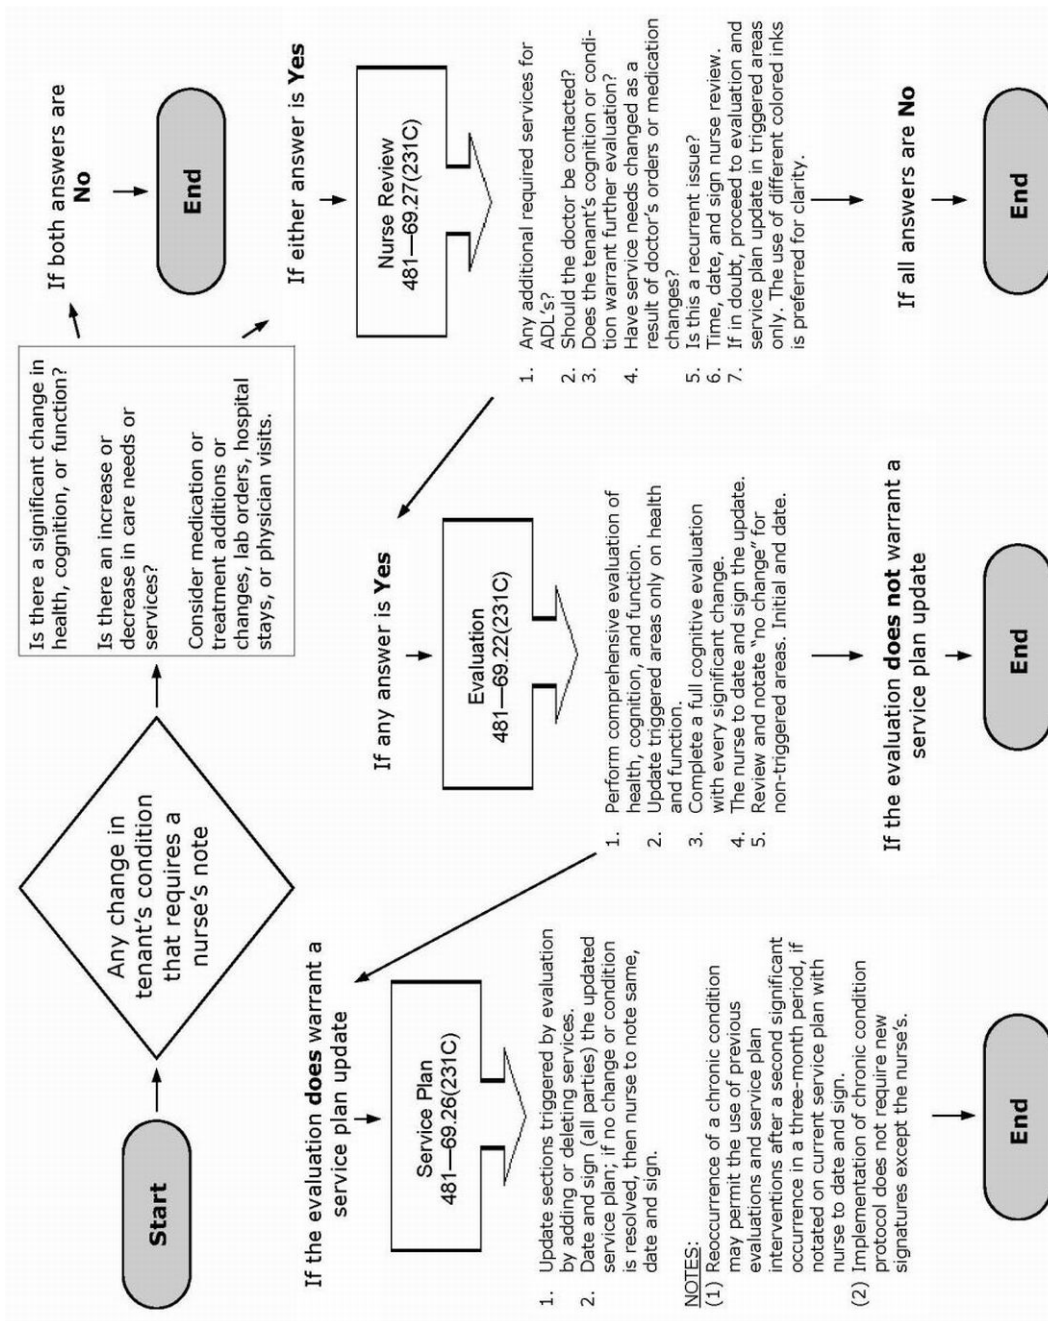 Start
Any change in
tenant's condition
that requires a
nurse's note
Is there a significant change in
health, cognition, or function?
Is there an increase or
decrease in care needs or
services?
Consider medication or
treatment additions or
changes, lab orders, hospital
stays, or physician visits.
If both answers are
No
End
If either answer is Yes
Nurse Review
481—69.27(231C)
1. Any additional required services for
ADL's?
2. Should the doctor be contacted?
3. Does the tenant's cognition or condi-
tion warrant further evaluation?
4. Have service needs changed as a
result of doctor's orders or medication
changes?
5. Is this a recurrent issue?
6. Time, date, and sign nurse review.
7. If in doubt, proceed to evaluation and
service plan update in triggered areas
only. The use of different colored inks
is preferred for clarity.
If all answers are No
End
If any answer is Yes
Evaluation
481—69.22(231C)
1. Perform comprehensive evaluation of
health, cognition, and function.
2. Update triggered areas only on health
and function.
3. Complete a full cognitive evaluation
with every significant change.
4. The nurse to date and sign the update.
5. Review and notate "no change" for
non-triggered areas. Initial and date.
If the evaluation does not warrant a
service plan update
End
If the evaluation does warrant a
service plan update
Service Plan
481—69.26(231C)
1. Update sections triggered by evaluation
by adding or deleting services.
2. Date and sign (all parties) the updated
service plan; if no change or condition
is resolved, then nurse to note same,
date and sign.
NOTES:
(1) Reoccurrence of a chronic condition
may permit the use of previous
evaluations and service plan
interventions after a second significant
occurrence in a three-month period, if
notated on current service plan with
nurse to date and sign.
(2) Implementation of chronic condition
protocol does not require new
signatures except the nurse's.
End